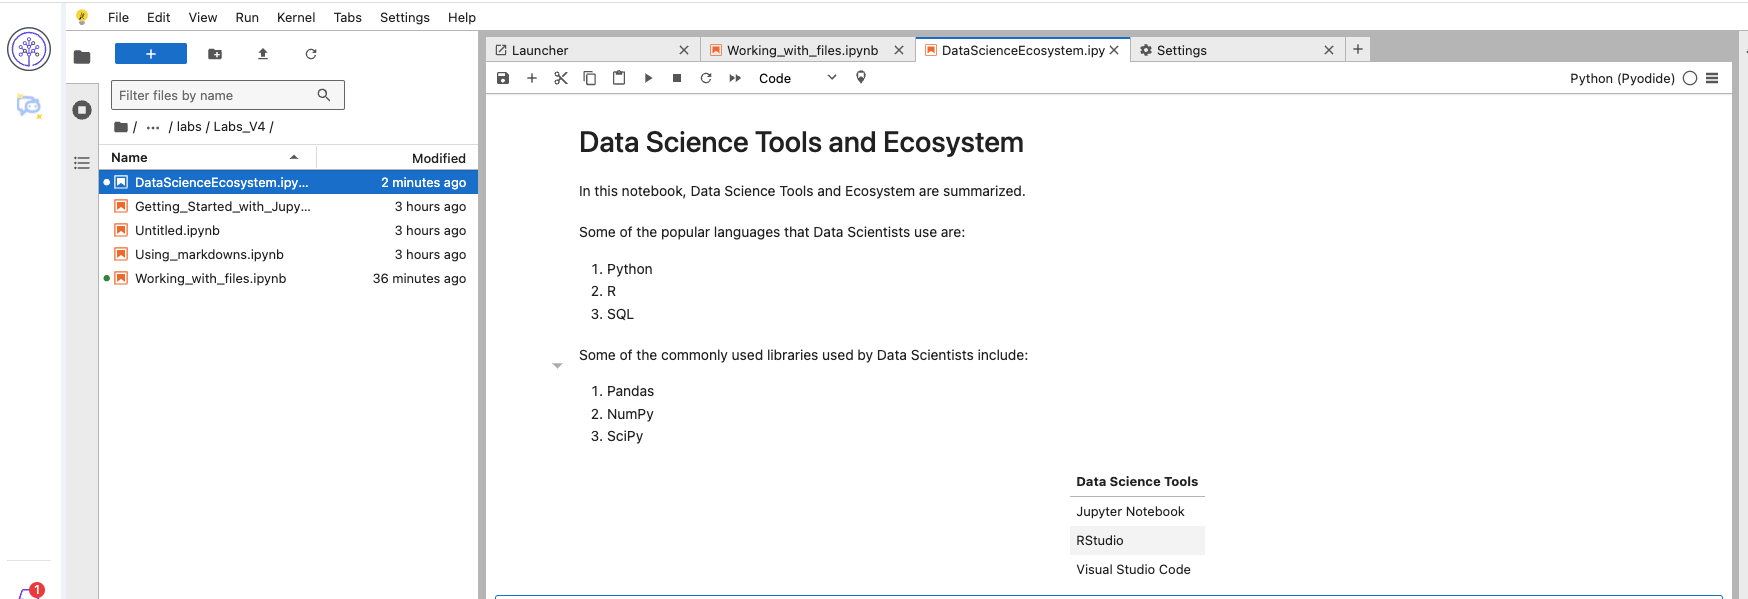 File Edit View Run Kernel Tabs Settings Help
+
Filter files by name
/ ... / labs / Labs_V4 /
Name Modified
DataScienceEcosystem.ipy... 2 minutes ago
Getting_Started_with_Jupy... 3 hours ago
Untitled.ipynb 3 hours ago
Using_markdowns.ipynb 3 hours ago
Working_with_files.ipynb 36 minutes ago
1
Launcher Working_with_files.ipynb DataScienceEcosystem.ipy Settings +
Code Python (Pyodide)
Data Science Tools and Ecosystem
In this notebook, Data Science Tools and Ecosystem are summarized.
Some of the popular languages that Data Scientists use are:
1. Python
2. R
3. SQL
Some of the commonly used libraries used by Data Scientists include:
1. Pandas
2. NumPy
3. SciPy
Data Science Tools
Jupyter Notebook
RStudio
Visual Studio Code